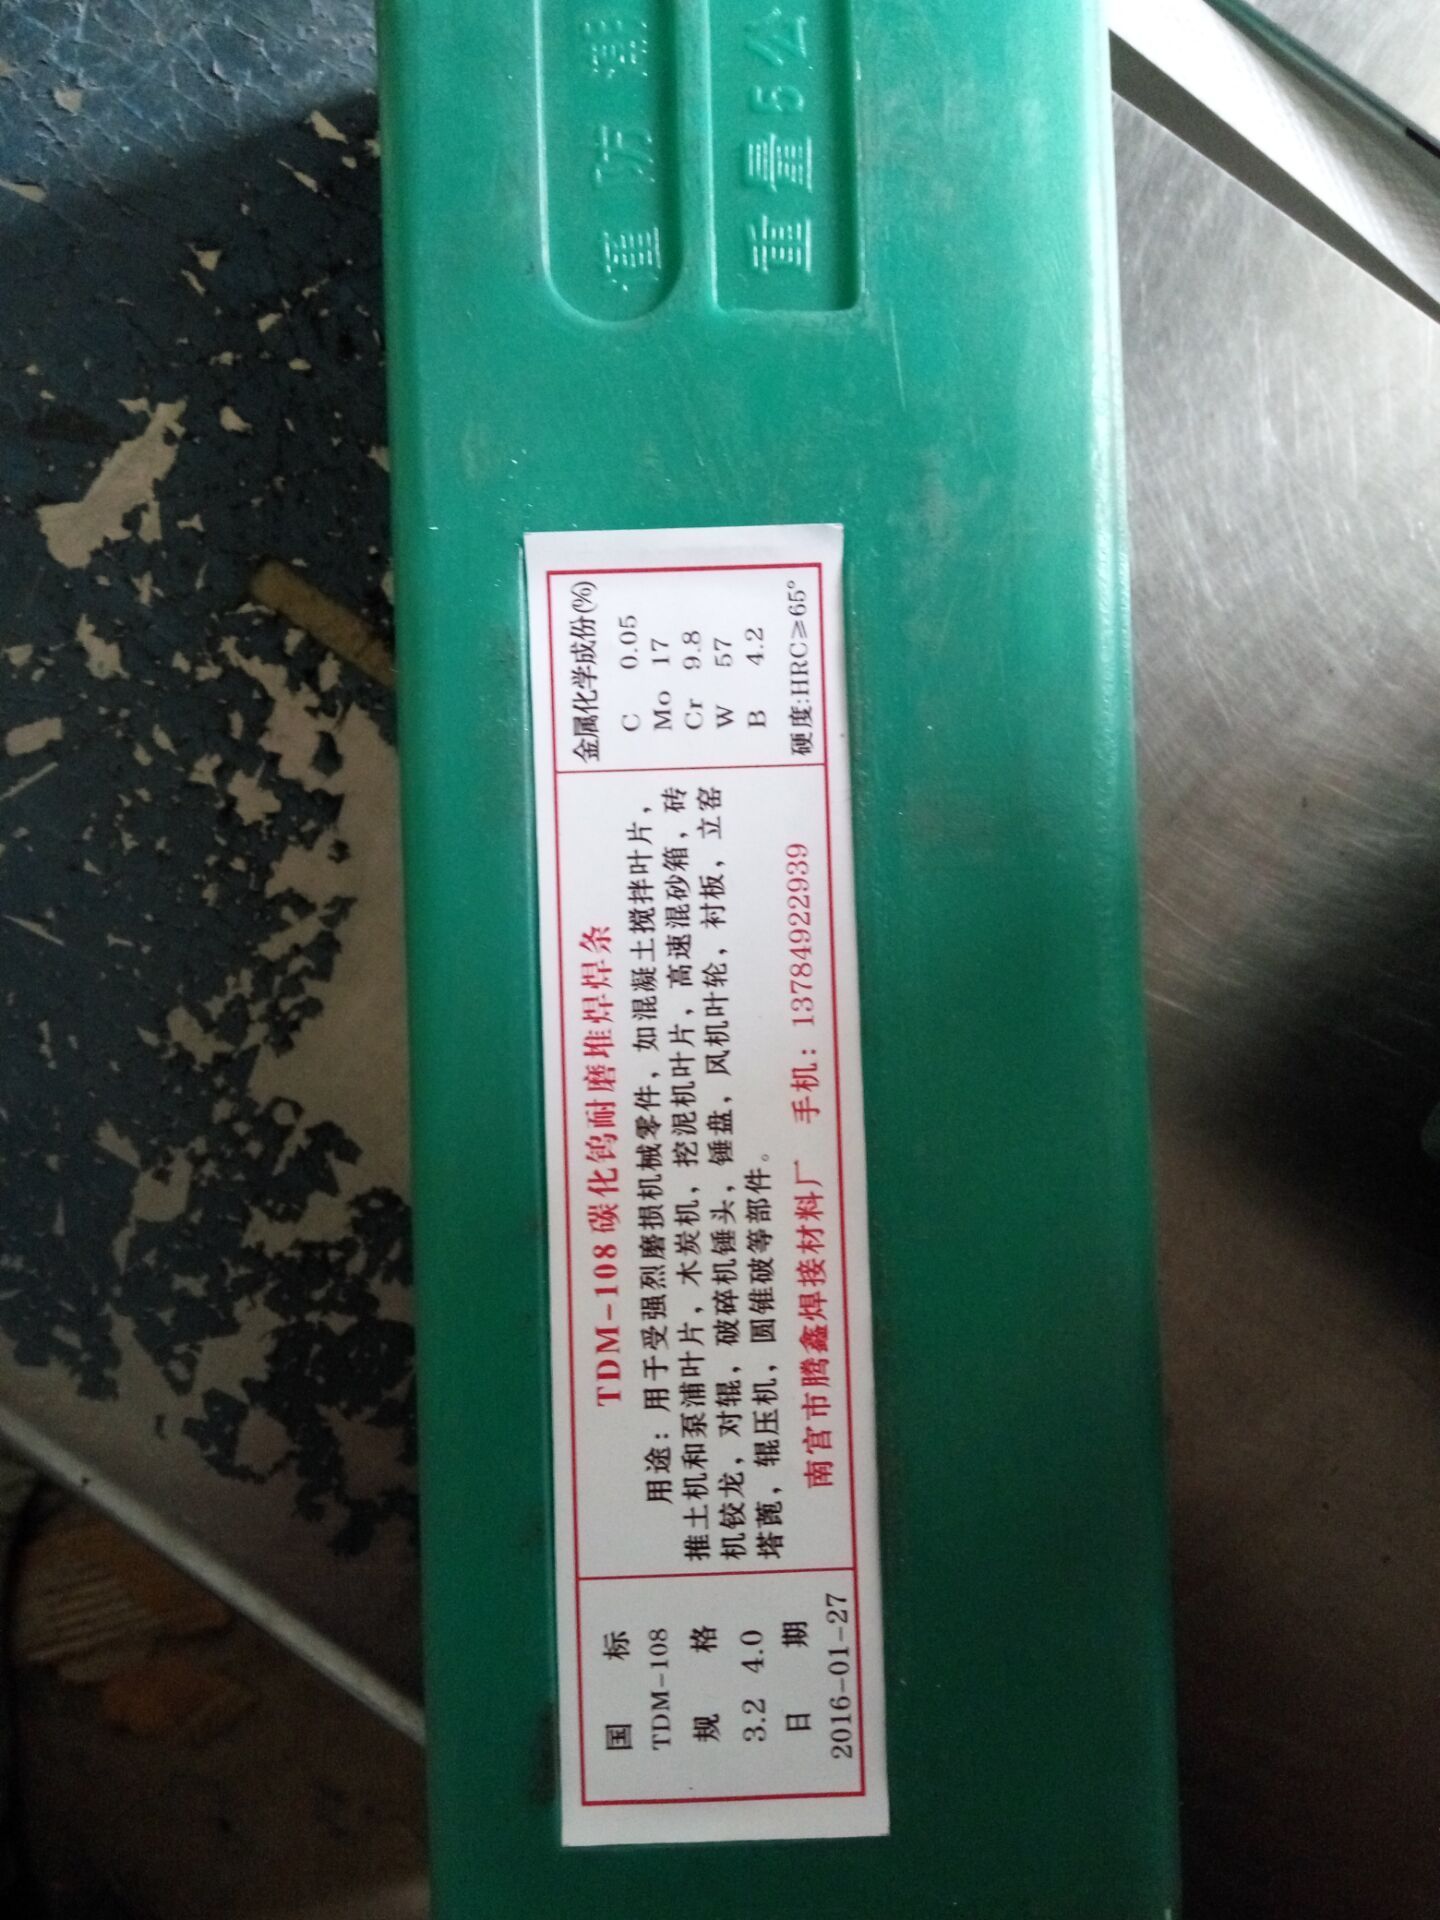 国 标
TDM-108
规 格
3.2 4.0
日 期
2016-01-27
TDM-108碳化钨耐磨堆焊焊条
用途：用于受强烈磨损机械零件，如混凝土搅拌叶片，
推土机和泵浦叶片，木炭机，挖泥机叶片，高速混砂箱，砖
机铰龙，对辊，破碎机锤头，锤盘，风机叶轮，衬板，立窑
塔蓖，辊压机，圆锥破等部件。
南宫市腾鑫焊接材料厂 手机：13784922939
金属化学成份(%)
C 0.05
Mo 17
Cr 9.8
W 57
B 4.2
硬度:HRC≥65°
重防潮
重量5公